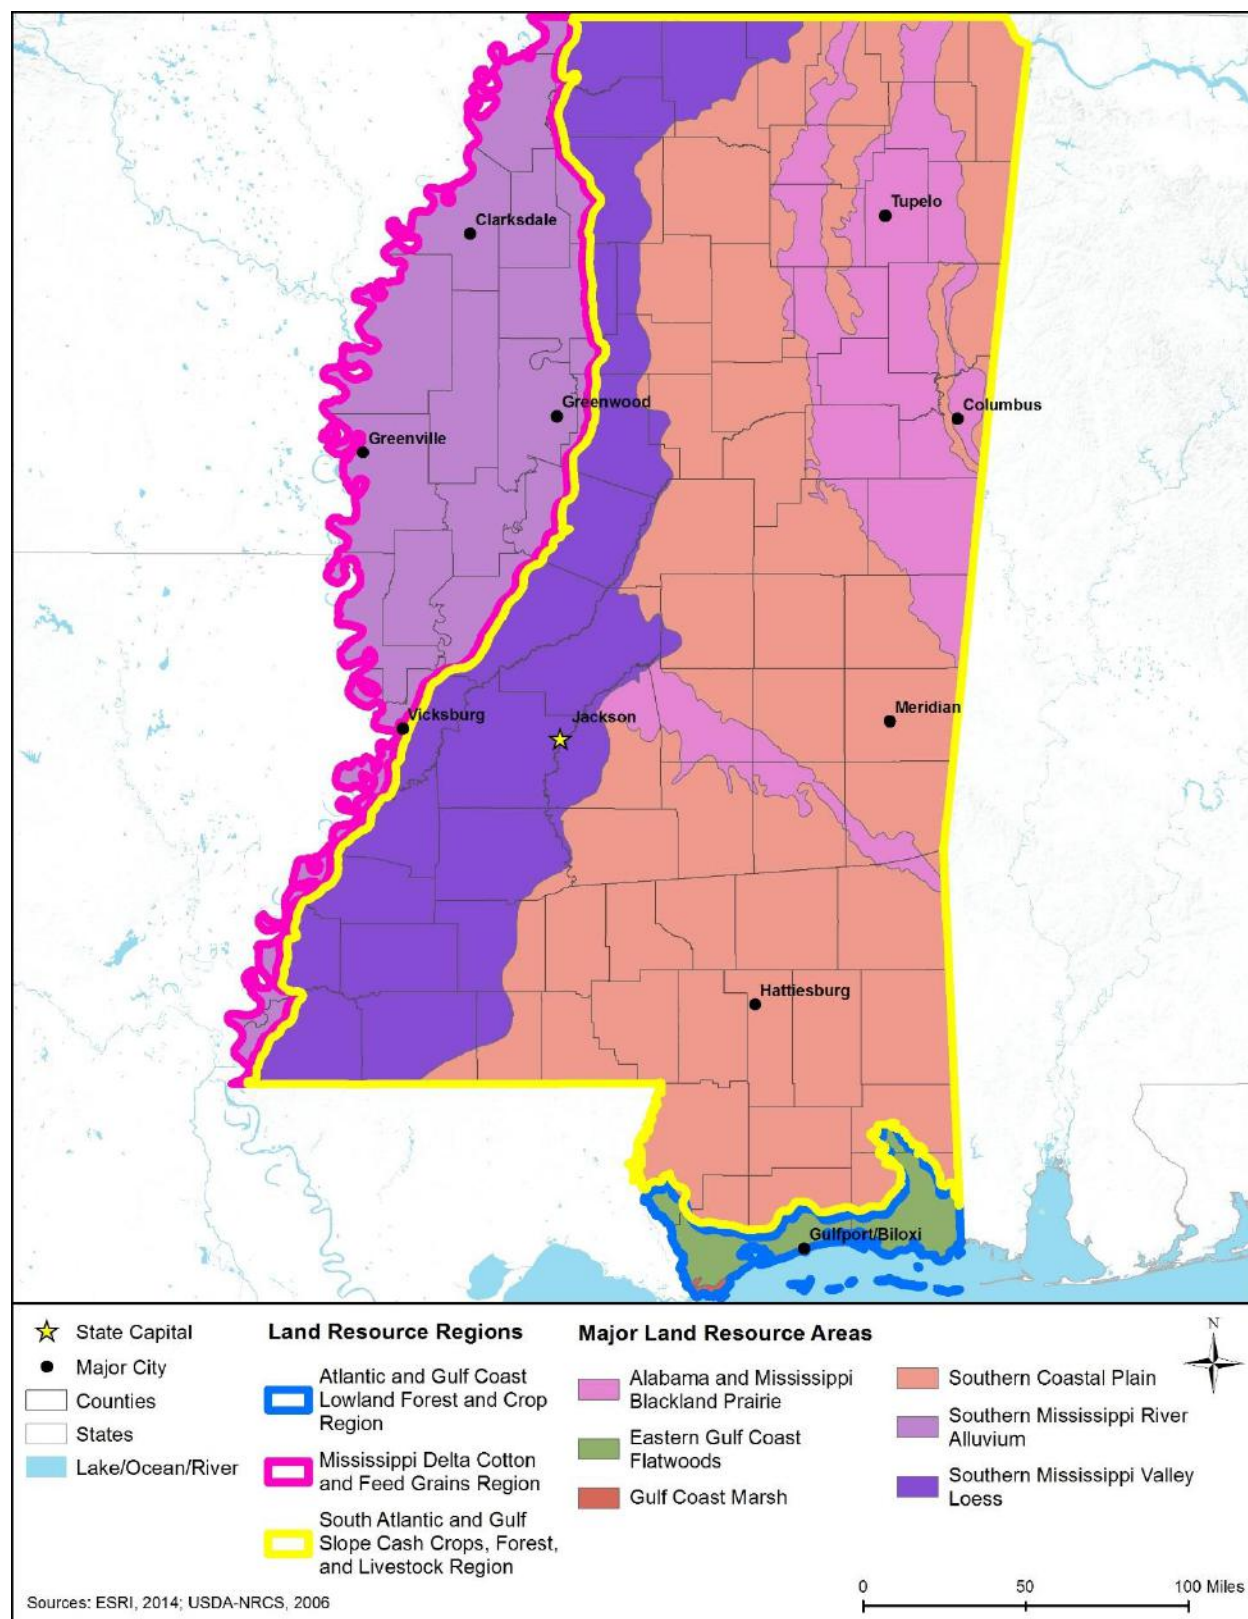 Tupelo
Clarksdale
Greenwood
Columbus
Greenville
Meridian
Vicksburg
Jackson
Hattiesburg
Gulfport/Biloxi
State Capital
Major City
Counties
States
Lake/Ocean/River
Land Resource Regions
Atlantic and Gulf Coast
Lowland Forest and Crop
Region
Mississippi Delta Cotton
and Feed Grains Region
South Atlantic and Gulf
Slope Cash Crops, Forest,
and Livestock Region
Major Land Resource Areas
Alabama and Mississippi
Blackland Prairie
Eastern Gulf Coast
Flatwoods
Gulf Coast Marsh
Southern Coastal Plain
Southern Mississippi River
Alluvium
Southern Mississippi Valley
Loess
N
0 50 100 Miles
Sources: ESRI, 2014; USDA-NRCS, 2006